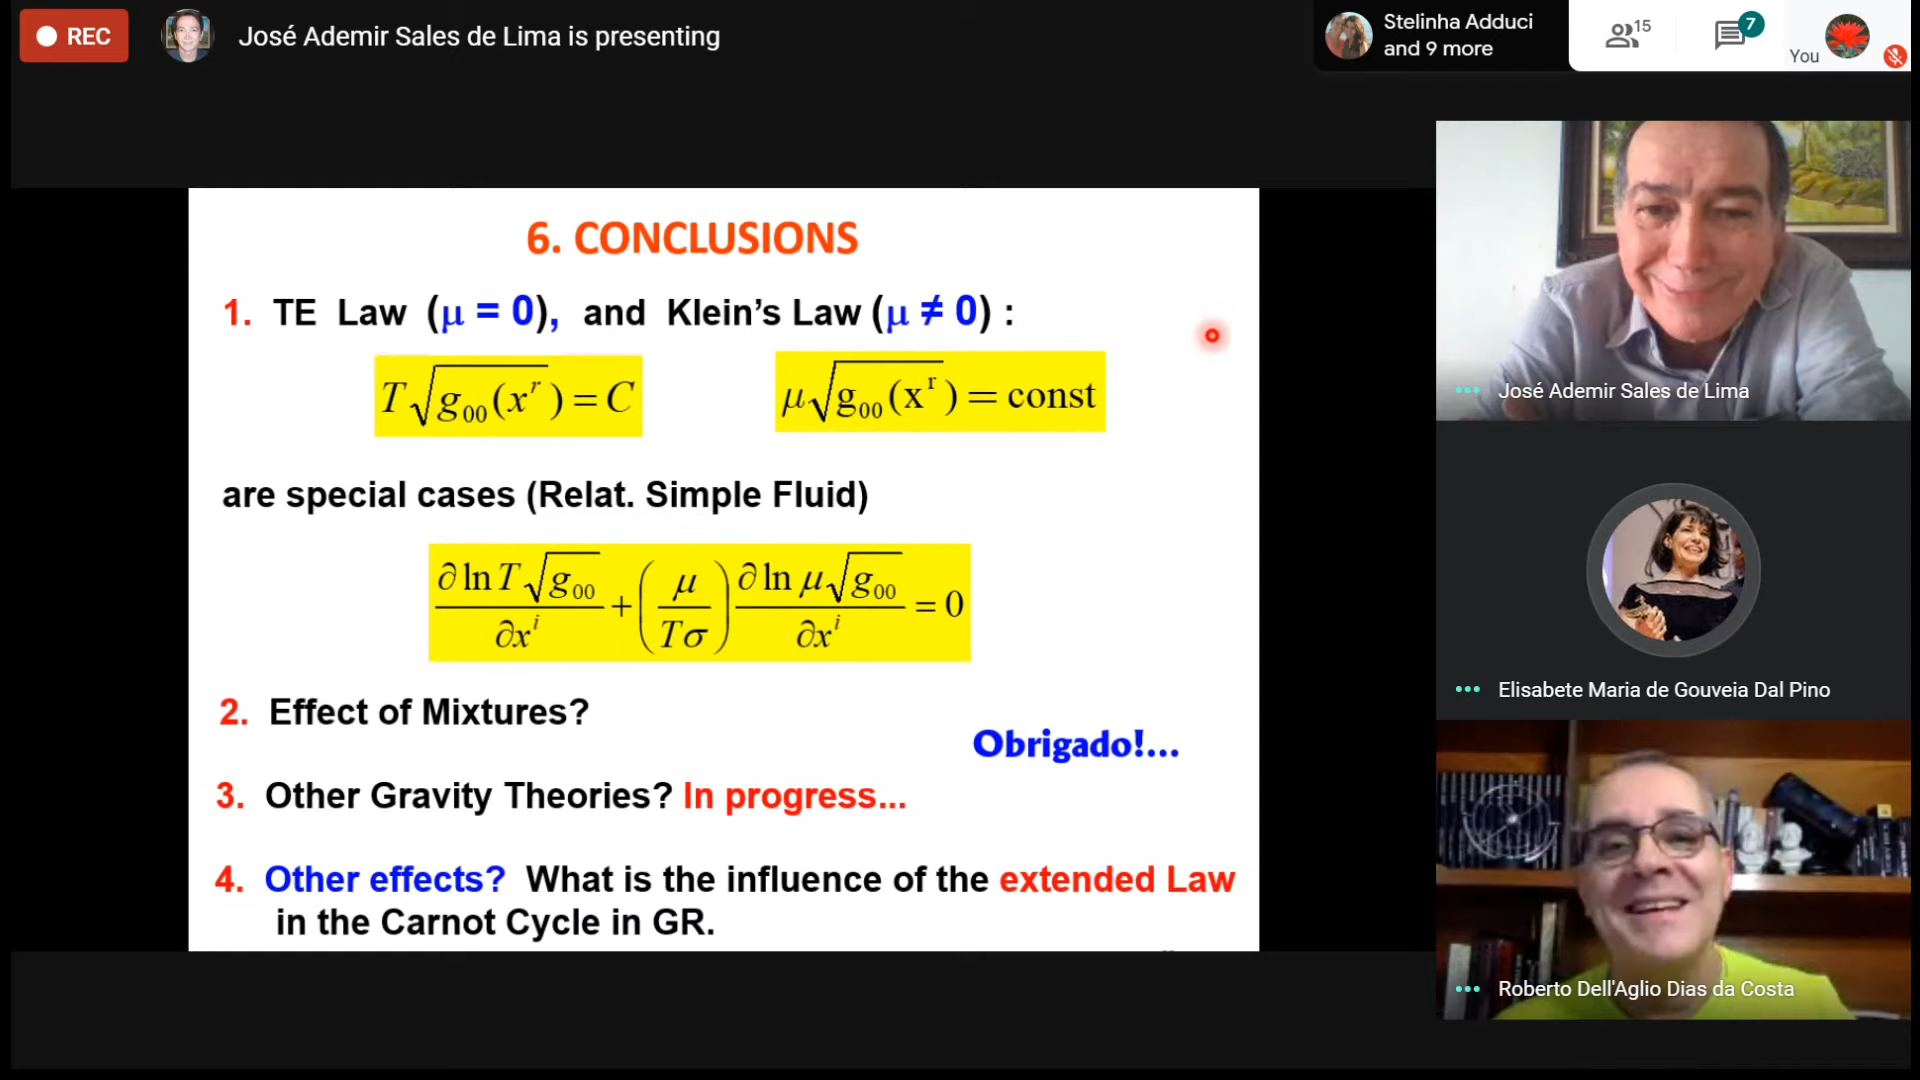 REC
José Ademir Sales de Lima is presenting
Stelinha Adduci
and 9 more
15
7
You
6. CONCLUSIONS
1. TE Law (μ = 0), and Klein's Law (μ ≠ 0) :
T√g₀₀(xʳ) = C
μ√g₀₀(xʳ) = const
are special cases (Relat. Simple Fluid)
∂ ln T√g₀₀/∂xⁱ + (μ/Tσ) ∂ ln μ√g₀₀/∂xⁱ = 0
2. Effect of Mixtures?
Obrigado!...
3. Other Gravity Theories? In progress...
4. Other effects? What is the influence of the extended Law
in the Carnot Cycle in GR.
José Ademir Sales de Lima
Elisabete Maria de Gouveia Dal Pino
Roberto Dell'Aglio Dias da Costa